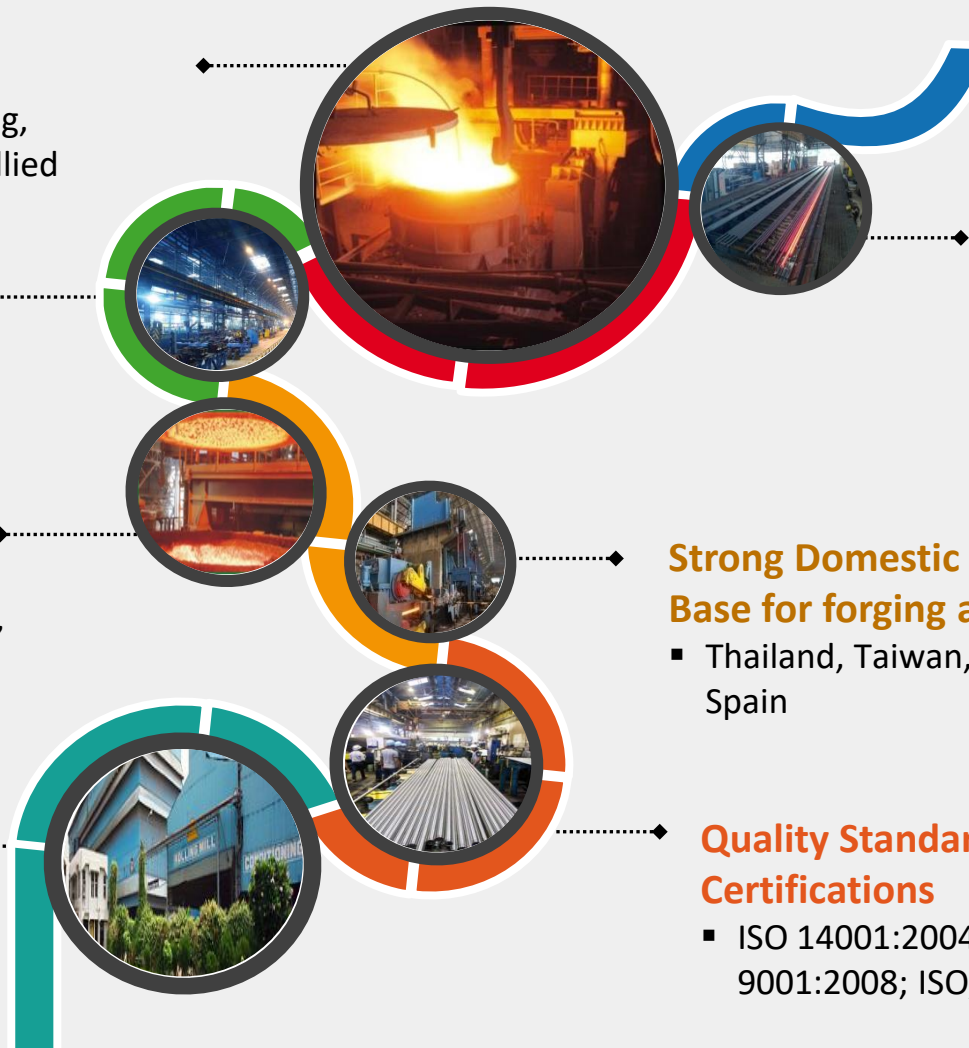 g,
llied
,
Strong Domestic
Base for forging a
Thailand, Taiwan,
Spain
ROLLING MILL
CONDITIONING
Quality Standar
Certifications
ISO 14001:2004
9001:2008; ISO